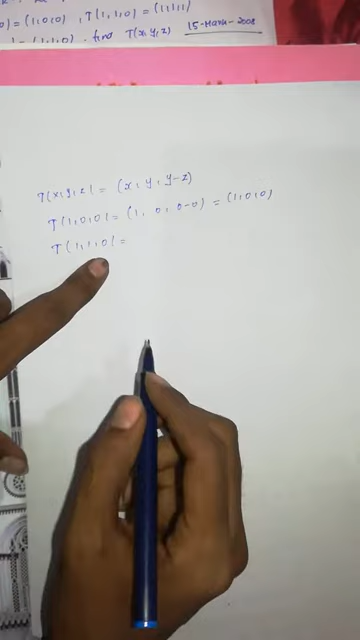 ) = (1,0,0) , T(1,1,0) = (1,1,1) 15-Mark-2008
= (1,1,0). find T(x,y,z)
T(x,y,z) = (x, y, y-z)
T(1,0,0) = (1, 0, 0-0) = (1,0,0)
T(1,1,0) =